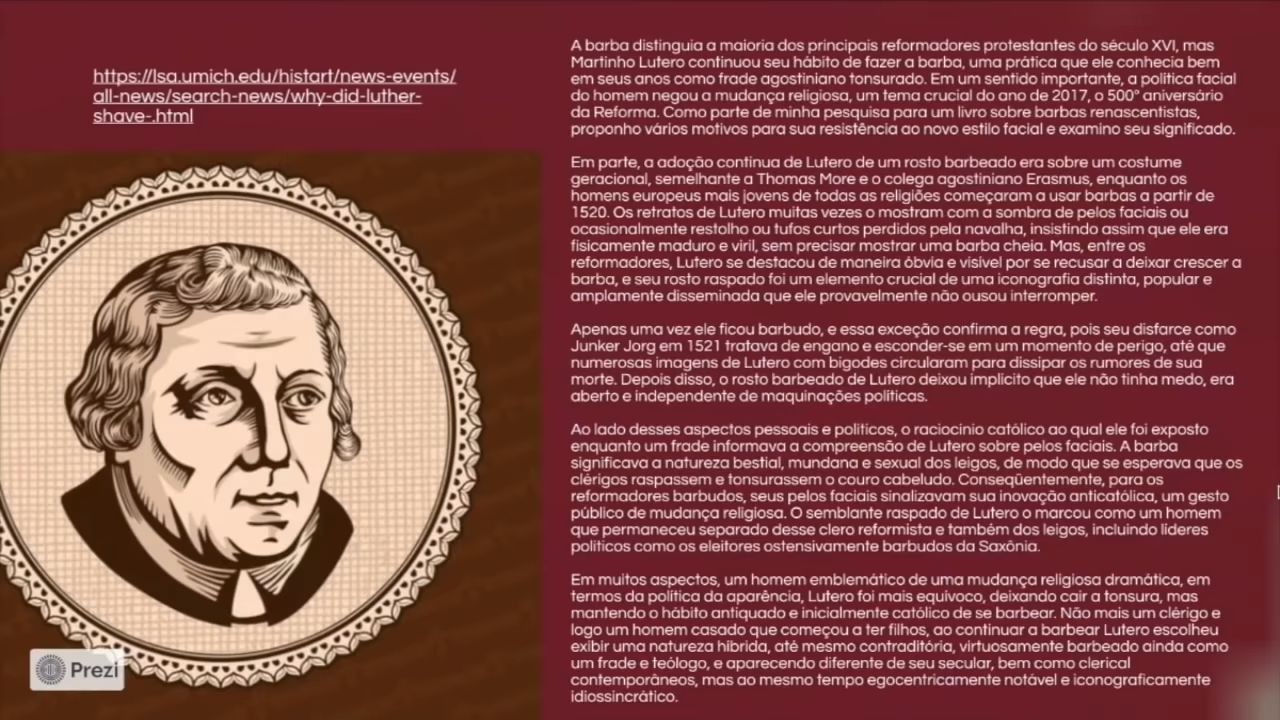 https://lsa.umich.edu/histart/news-events/
all-news/search-news/why-did-luther-
shave-.html
A barba distinguia a maioria dos principais reformadores protestantes do século XVI, mas
Martinho Lutero continuou seu hábito de fazer a barba, uma prática que ele conhecia bem
em seus anos como frade agostiniano tonsurado. Em um sentido importante, a política facial
do homem negou a mudança religiosa, um tema crucial do ano de 2017, o 500º aniversário
da Reforma. Como parte de minha pesquisa para um livro sobre barbas renascentistas,
proponho vários motivos para sua resistência ao novo estilo facial e examino seu significado.
Em parte, a adoção contínua de Lutero de um rosto barbeado era sobre um costume
geracional, semelhante a Thomas More e o colega agostiniano Erasmus, enquanto os
homens europeus mais jovens de todas as religiões começaram a usar barbas a partir de
1520. Os retratos de Lutero muitas vezes o mostram com a sombra de pelos faciais ou
ocasionalmente restolho ou tufos curtos perdidos pela navalha, insistindo assim que ele era
fisicamente maduro e viril, sem precisar mostrar uma barba cheia. Mas, entre os
reformadores, Lutero se destacou de maneira óbvia e visível por se recusar a deixar crescer a
barba, e seu rosto raspado foi um elemento crucial de uma iconografia distinta, popular e
amplamente disseminada que ele provavelmente não ousou interromper.
Apenas uma vez ele ficou barbudo, e essa exceção confirma a regra, pois seu disfarce como
Junker Jorg em 1521 tratava de engano e esconder-se em um momento de perigo, até que
numerosas imagens de Lutero com bigodes circularam para dissipar os rumores de sua
morte. Depois disso, o rosto barbeado de Lutero deixou implícito que ele não tinha medo, era
aberto e independente de maquinações políticas.
Ao lado desses aspectos pessoais e políticos, o raciocínio católico ao qual ele foi exposto
enquanto um frade informava a compreensão de Lutero sobre pelos faciais. A barba
significava a natureza bestial, mundana e sexual dos leigos, de modo que se esperava que os
clérigos raspassem e tonsurassem o couro cabeludo. Conseqüentemente, para os
reformadores barbudos, seus pelos faciais sinalizavam sua inovação anticatólica, um gesto
público de mudança religiosa. O semblante raspado de Lutero o marcou como um homem
que permaneceu separado desse clero reformista e também dos leigos, incluindo líderes
políticos como os eleitores ostensivamente barbudos da Saxônia.
Em muitos aspectos, um homem emblemático de uma mudança religiosa dramática, em
termos da política da aparência, Lutero foi mais equívoco, deixando cair a tonsura, mas
mantendo o hábito antiquado e inicialmente católico de se barbear. Não mais um clérigo e
logo um homem casado que começou a ter filhos, ao continuar a barbear Lutero escolheu
exibir uma natureza híbrida, até mesmo contraditória, virtuosamente barbeado ainda como
um frade e teólogo, e aparecendo diferente de seu secular, bem como clerical
contemporâneos, mas ao mesmo tempo egocentricamente notável e iconograficamente
idiossincrático.
Prezi